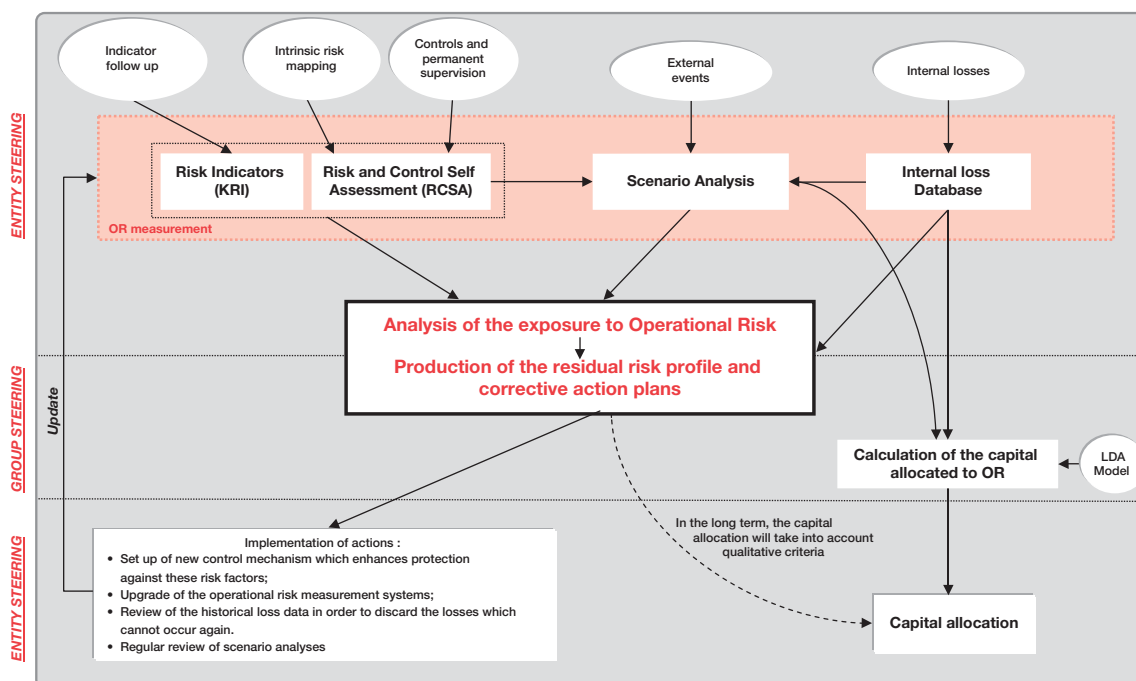 Indicator
follow up
Intrinsic risk
mapping
Controls and
permanent
supervision
External
events
Internal losses
ENTITY STEERING
Risk Indicators
(KRI)
Risk and Control Self
Assessment (RCSA)
Scenario Analysis
Internal loss
Database
OR measurement
Analysis of the exposure to Operational Risk
Production of the residual risk profile and
corrective action plans
GROUP STEERING
Update
Calculation of the capital
allocated to OR
LDA
Model
ENTITY STEERING
In the long term, the capital
allocation will take into account
qualitative criteria
Implementation of actions :
• Set up of new control mechanism which enhances protection
against these risk factors;
• Upgrade of the operational risk measurement systems;
• Review of the historical loss data in order to discard the losses which
cannot occur again.
• Regular review of scenario analyses
Capital allocation